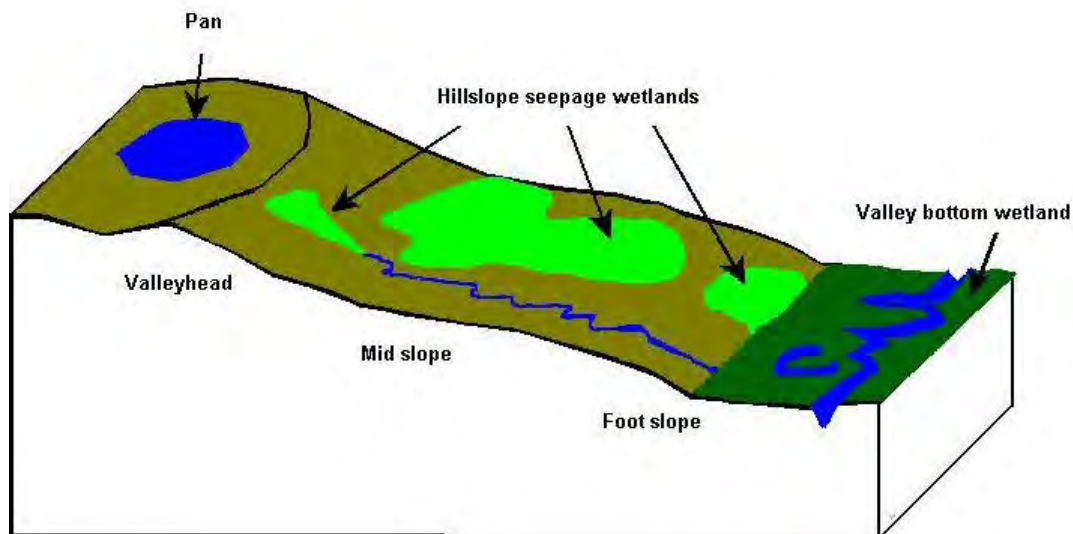 Pan
Hillslope seepage wetlands
Valley bottom wetland
Valleyhead
Mid slope
Foot slope